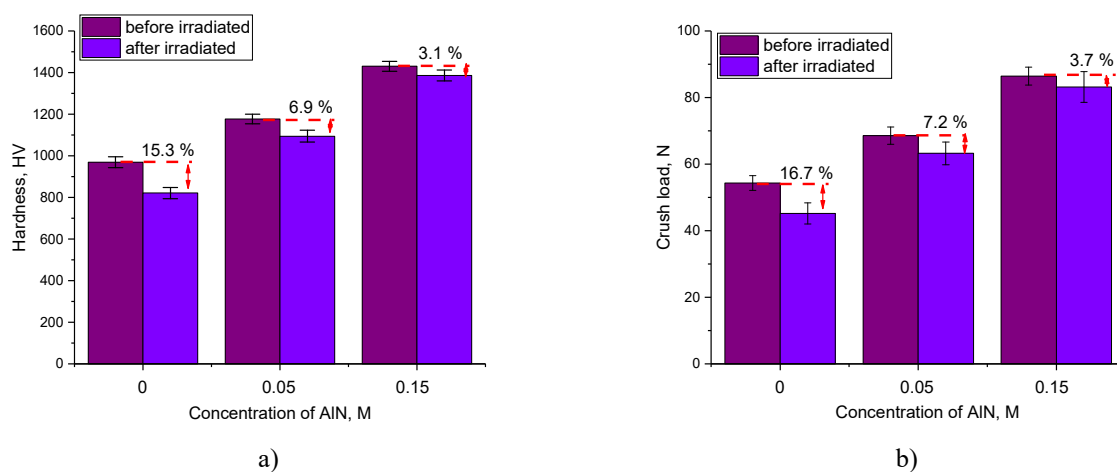 before irradiated
after irradiated
1600
1400
1200
1000
800
600
400
200
0
Hardness, HV
15.3 %
6.9 %
3.1 %
0 0.05 0.15
Concentration of AlN, M
a)
before irradiated
after irradiated
100
80
60
40
20
0
Crush load, N
16.7 %
7.2 %
3.7 %
0 0.05 0.15
Concentration of AlN, M
b)